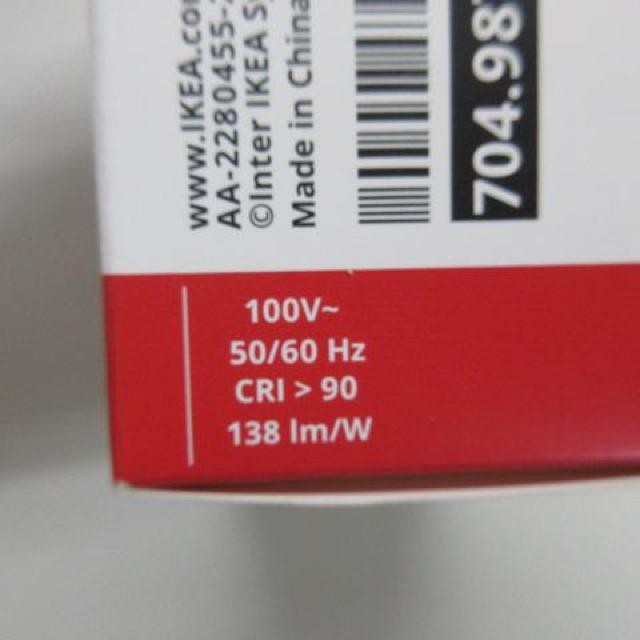 www.IKEA.co
AA-2280455-
©Inter IKEA
Made in China
704.98
100V~
50/60 Hz
CRI > 90
138 lm/W